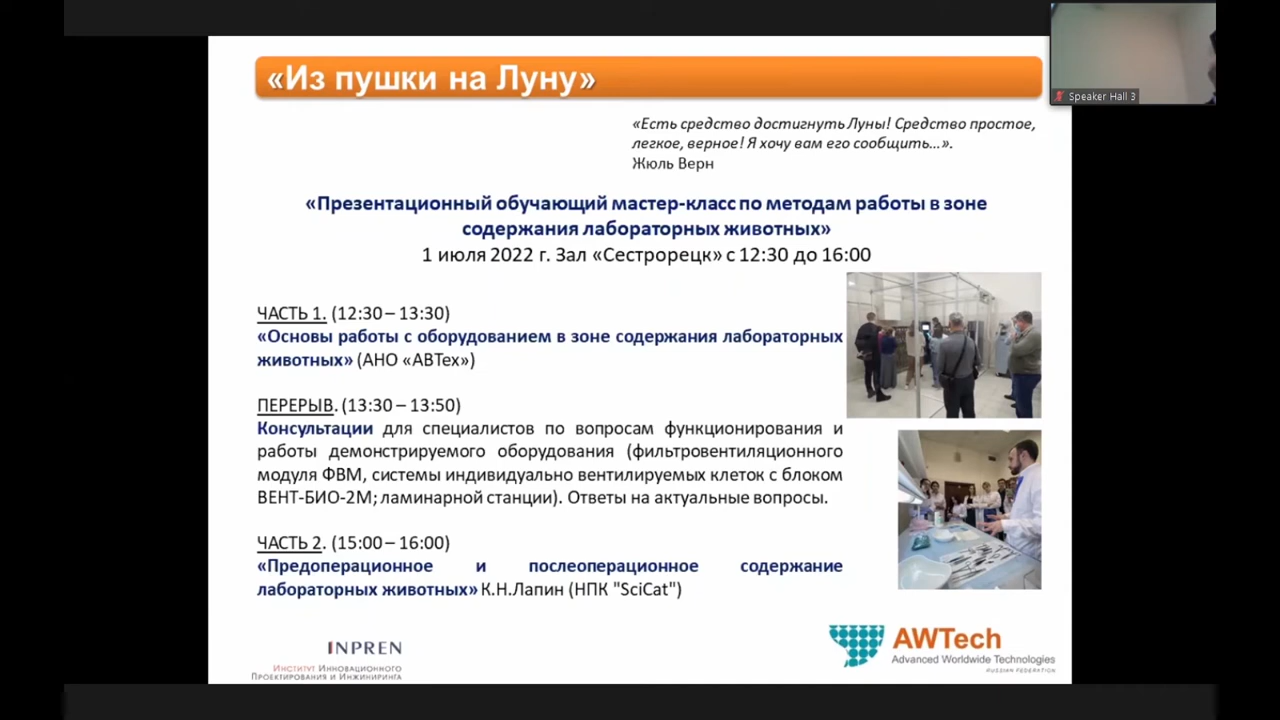 «Из пушки на Луну»
Speaker Hall 3
«Есть средство достигнуть Луны! Средство простое,
легкое, верное! Я хочу вам его сообщить…».
Жюль Верн
«Презентационный обучающий мастер-класс по методам работы в зоне
содержания лабораторных животных»
1 июля 2022 г. Зал «Сестрорецк» с 12:30 до 16:00
ЧАСТЬ 1. (12:30 – 13:30)
«Основы работы с оборудованием в зоне содержания лабораторных
животных» (АНО «АВТех»)
ПЕРЕРЫВ. (13:30 – 13:50)
Консультации для специалистов по вопросам функционирования и
работы демонстрируемого оборудования (фильтровентиляционного
модуля ФВМ, системы индивидуально вентилируемых клеток с блоком
ВЕНТ-БИО-2М; ламинарной станции). Ответы на актуальные вопросы.
ЧАСТЬ 2. (15:00 – 16:00)
«Предоперационное и послеоперационное содержание
лабораторных животных» К.Н.Лапин (НПК "SciCat")
INPREN
Институт Инновационного
Проектирования и Инжиниринга
AWTech
Advanced Worldwide Technologies
RUSSIAN FEDERATION